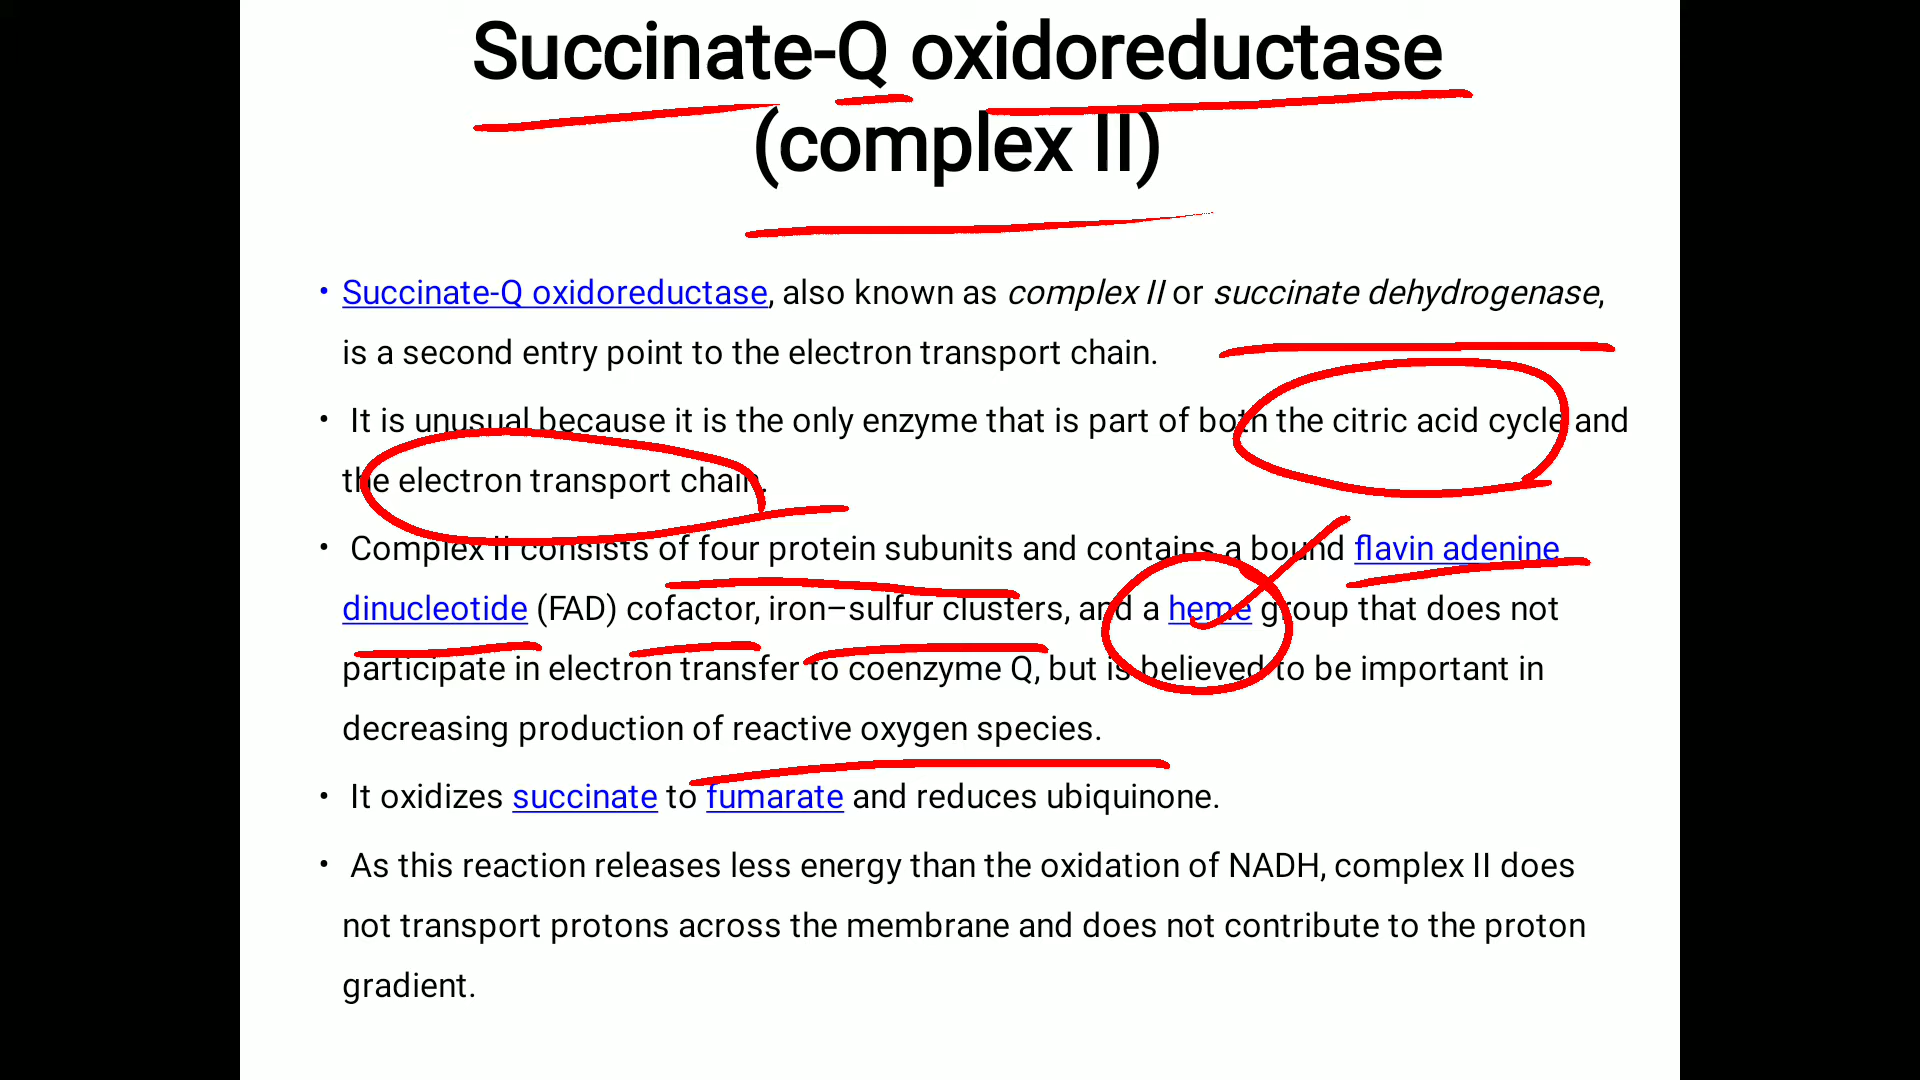 Succinate-Q oxidoreductase
(complex II)
• Succinate-Q oxidoreductase, also known as complex II or succinate dehydrogenase,
is a second entry point to the electron transport chain.
• It is unusual because it is the only enzyme that is part of both the citric acid cycle and
the electron transport chain.
• Complex II consists of four protein subunits and contains a bound flavin adenine
dinucleotide (FAD) cofactor, iron–sulfur clusters, and a heme group that does not
participate in electron transfer to coenzyme Q, but is believed to be important in
decreasing production of reactive oxygen species.
• It oxidizes succinate to fumarate and reduces ubiquinone.
• As this reaction releases less energy than the oxidation of NADH, complex II does
not transport protons across the membrane and does not contribute to the proton
gradient.